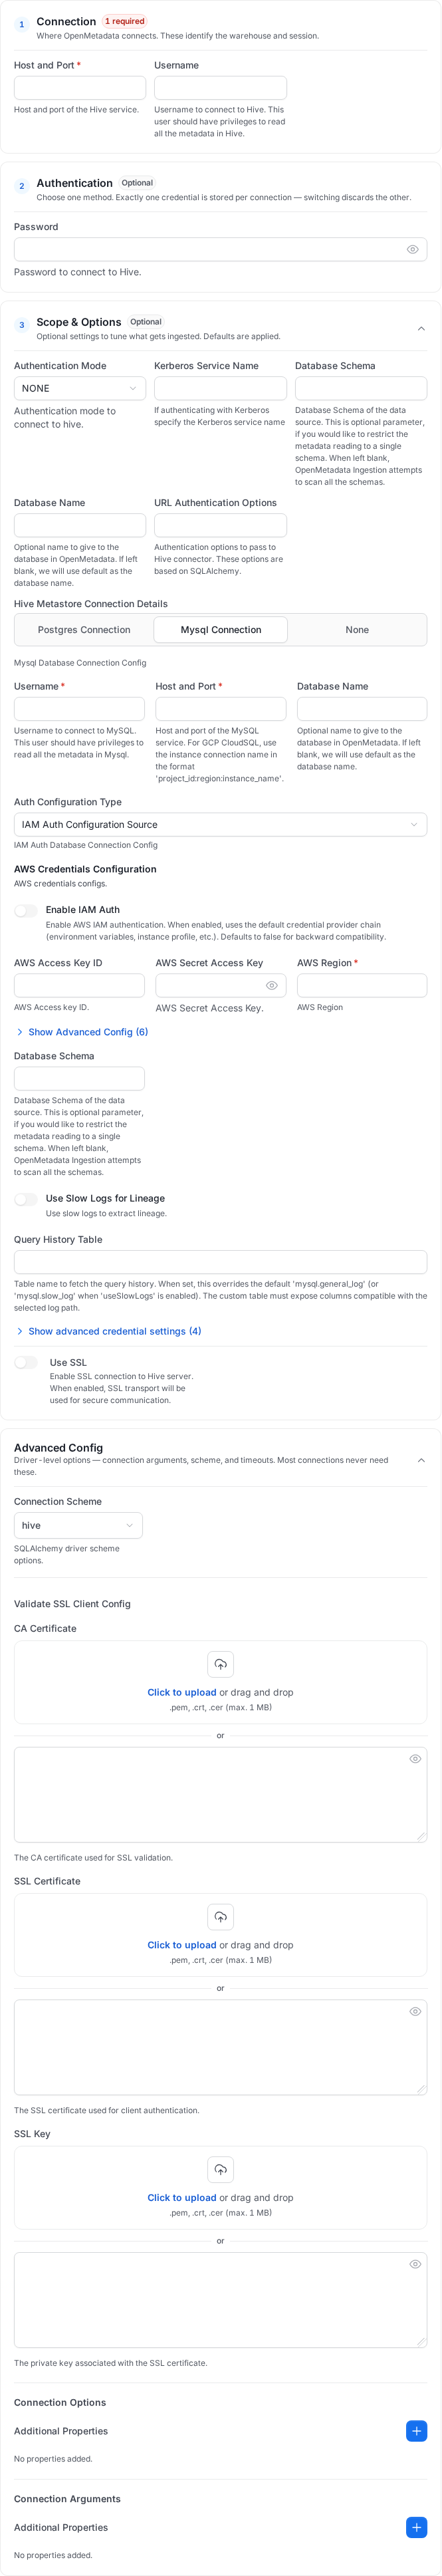 1 Connection 1 required
Where OpenMetadata connects. These identify the warehouse and session.
Host and Port * Username
Host and port of the Hive service.
Username to connect to Hive. This
user should have privileges to read
all the metadata in Hive.
2 Authentication Optional
Choose one method. Exactly one credential is stored per connection — switching discards the other.
Password
Password to connect to Hive.
3 Scope & Options Optional
Optional settings to tune what gets ingested. Defaults are applied.
Authentication Mode
NONE
Authentication mode to
connect to hive.
Kerberos Service Name
If authenticating with Kerberos
specify the Kerberos service name
Database Schema
Database Schema of the data
source. This is optional parameter,
if you would like to restrict the
metadata reading to a single
schema. When left blank,
OpenMetadata Ingestion attempts
to scan all the schemas.
Database Name
Optional name to give to the
database in OpenMetadata. If left
blank, we will use default as the
database name.
URL Authentication Options
Authentication options to pass to
Hive connector. These options are
based on SQLAlchemy.
Hive Metastore Connection Details
Postgres Connection Mysql Connection None
Mysql Database Connection Config
Username *
Username to connect to MySQL.
This user should have privileges to
read all the metadata in Mysql.
Host and Port *
Host and port of the MySQL
service. For GCP CloudSQL, use
the instance connection name in
the format
'project_id:region:instance_name'.
Database Name
Optional name to give to the
database in OpenMetadata. If left
blank, we will use default as the
database name.
Auth Configuration Type
IAM Auth Configuration Source
IAM Auth Database Connection Config
AWS Credentials Configuration
AWS credentials configs.
Enable IAM Auth
Enable AWS IAM authentication. When enabled, uses the default credential provider chain
(environment variables, instance profile, etc.). Defaults to false for backward compatibility.
AWS Access Key ID
AWS Access key ID.
AWS Secret Access Key
AWS Secret Access Key.
AWS Region *
AWS Region
Show Advanced Config (6)
Database Schema
Database Schema of the data
source. This is optional parameter,
if you would like to restrict the
metadata reading to a single
schema. When left blank,
OpenMetadata Ingestion attempts
to scan all the schemas.
Use Slow Logs for Lineage
Use slow logs to extract lineage.
Query History Table
Table name to fetch the query history. When set, this overrides the default 'mysql.general_log' (or
'mysql.slow_log' when 'useSlowLogs' is enabled). The custom table must expose columns compatible with the
selected log path.
Show advanced credential settings (4)
Use SSL
Enable SSL connection to Hive server.
When enabled, SSL transport will be
used for secure communication.
Advanced Config
Driver-level options — connection arguments, scheme, and timeouts. Most connections never need
these.
Connection Scheme
hive
SQLAlchemy driver scheme
options.
Validate SSL Client Config
CA Certificate
Click to upload or drag and drop
.pem, .crt, .cer (max. 1 MB)
or
The CA certificate used for SSL validation.
SSL Certificate
Click to upload or drag and drop
.pem, .crt, .cer (max. 1 MB)
or
The SSL certificate used for client authentication.
SSL Key
Click to upload or drag and drop
.pem, .crt, .cer (max. 1 MB)
or
The private key associated with the SSL certificate.
Connection Options
Additional Properties
No properties added.
Connection Arguments
Additional Properties
No properties added.